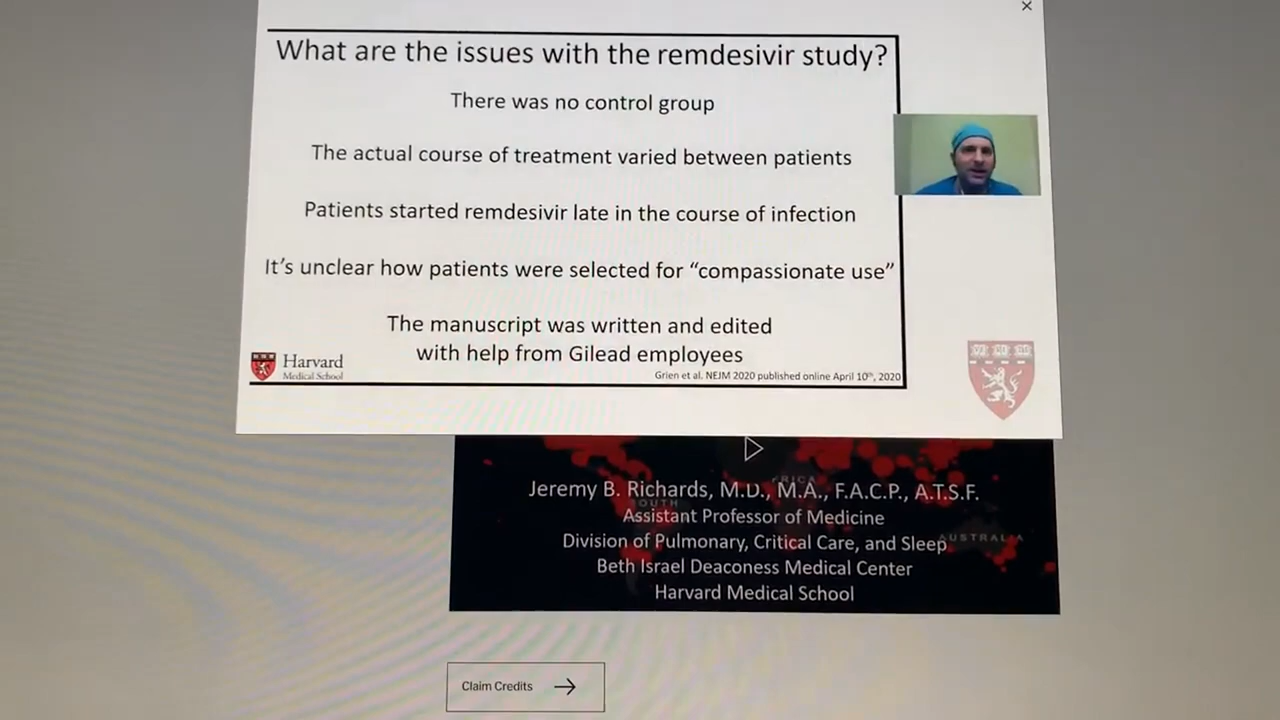 What are the issues with the remdesivir study?
There was no control group
The actual course of treatment varied between patients
Patients started remdesivir late in the course of infection
It's unclear how patients were selected for “compassionate use”
The manuscript was written and edited
with help from Gilead employees
Harvard
Medical School
Grien et al. NEJM 2020 published online April 10th, 2020
Jeremy B. Richards, M.D., M.A., F.A.C.P., A.T.S.F.
SOUTH
Assistant Professor of Medicine
Division of Pulmonary, Critical Care, and Sleep
AUSTRALIA
Beth Israel Deaconess Medical Center
Harvard Medical School
Claim Credits